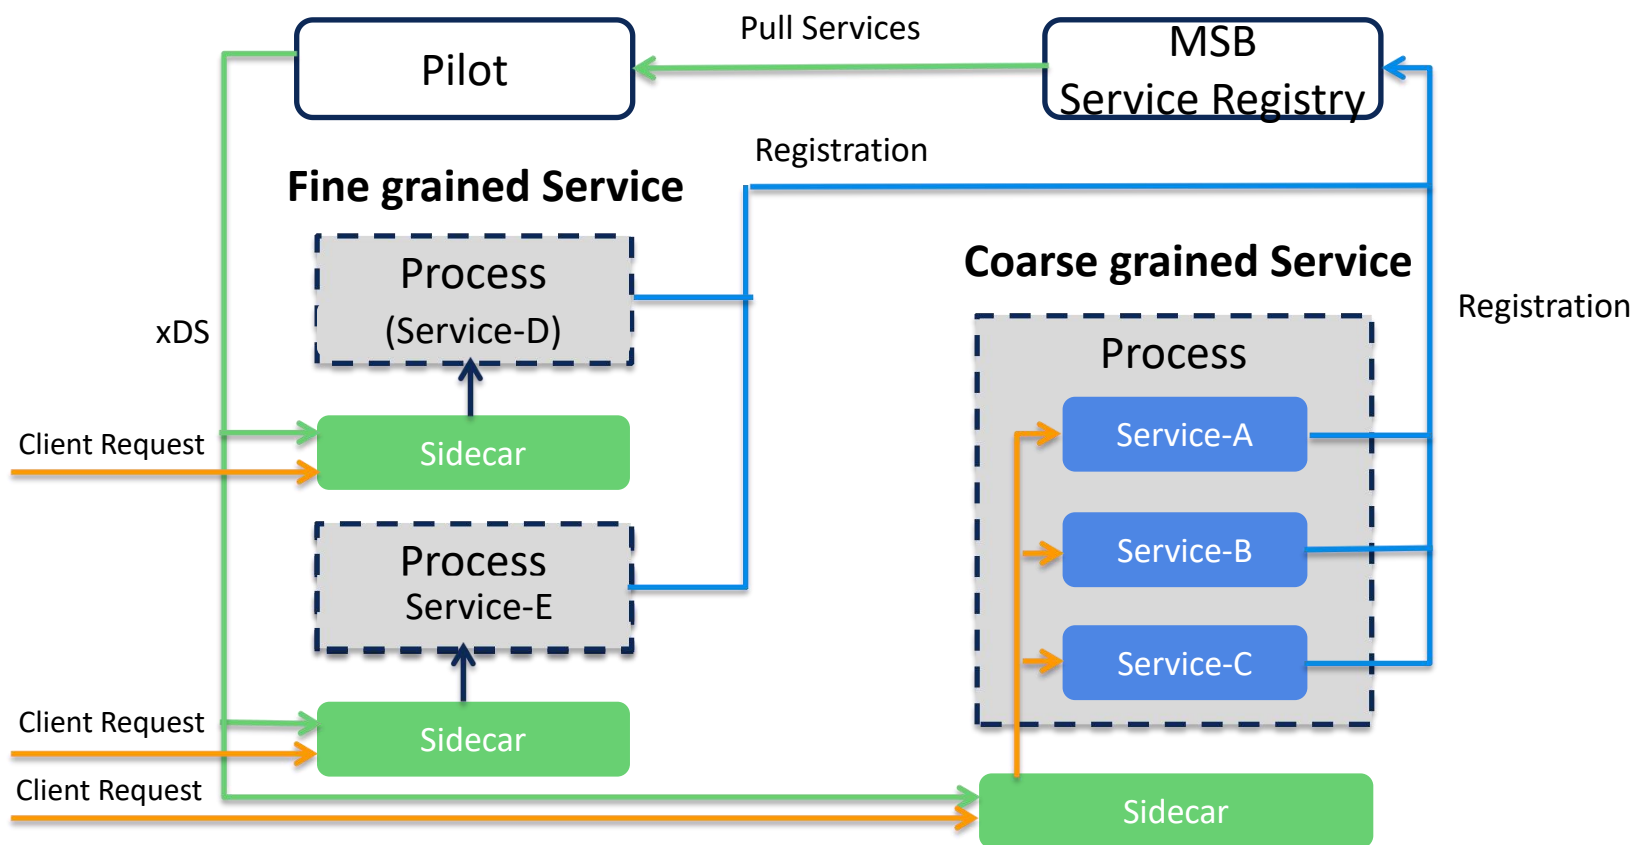 Pull Services
Pilot
MSB
Service Registry
Registration
Fine grained Service
Process
(Service-D)
Coarse grained Service
Registration
xDS
Process
Client Request
Sidecar
Service-A
Process
Service-E
Service-B
Service-C
Client Request
Sidecar
Client Request
Sidecar